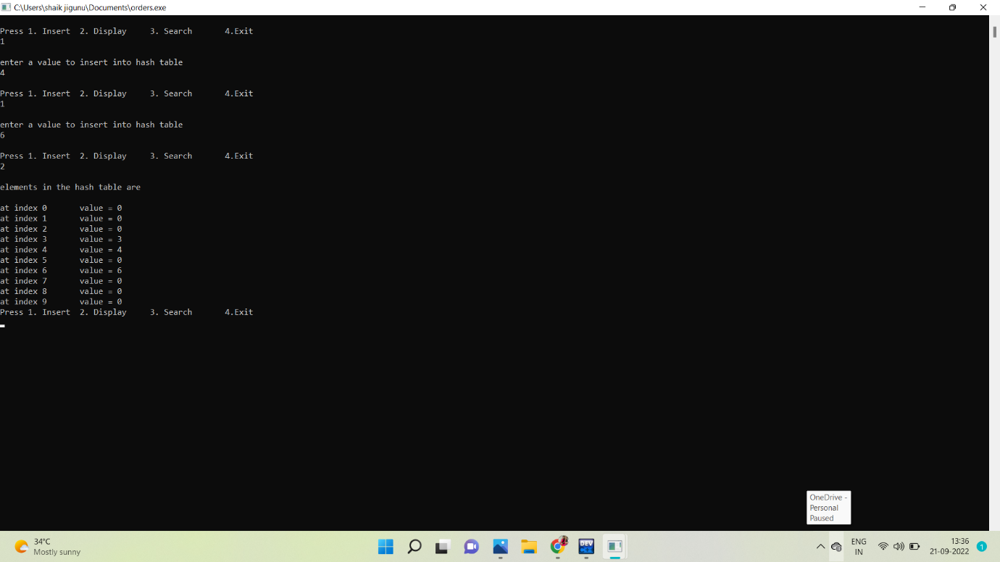 C:\Users\shaik jigunu\Documents\orders.exe
Press 1. Insert 2. Display 3. Search 4.Exit
1
enter a value to insert into hash table
4
Press 1. Insert 2. Display 3. Search 4.Exit
1
enter a value to insert into hash table
6
Press 1. Insert 2. Display 3. Search 4.Exit
2
elements in the hash table are
at index 0 value = 0
at index 1 value = 0
at index 2 value = 0
at index 3 value = 3
at index 4 value = 4
at index 5 value = 0
at index 6 value = 6
at index 7 value = 0
at index 8 value = 0
at index 9 value = 0
Press 1. Insert 2. Display 3. Search 4.Exit
OneDrive -
Personal
Paused
34°C
Mostly sunny
DEV
ENG
IN
13:36
21-09-2022
1